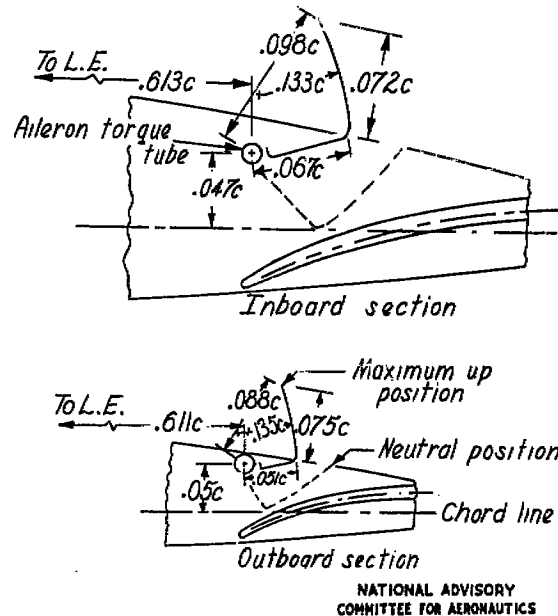 .098c
To L.E.
.613c
.133c
.072c
Aileron torque
tube
.067c
.047c
Inboard section
Maximum up
position
.088c
To L.E.
.611c
.135c
.075c
Neutral position
.051c
.05c
Chord line
Outboard section
NATIONAL ADVISORY
COMMITTEE FOR AERONAUTICS